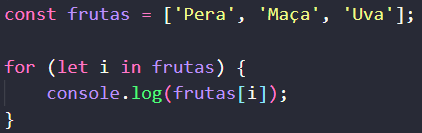 const frutas = ['Pera', 'Maça', 'Uva'];
for (let i in frutas) {
console.log(frutas[i]);
}